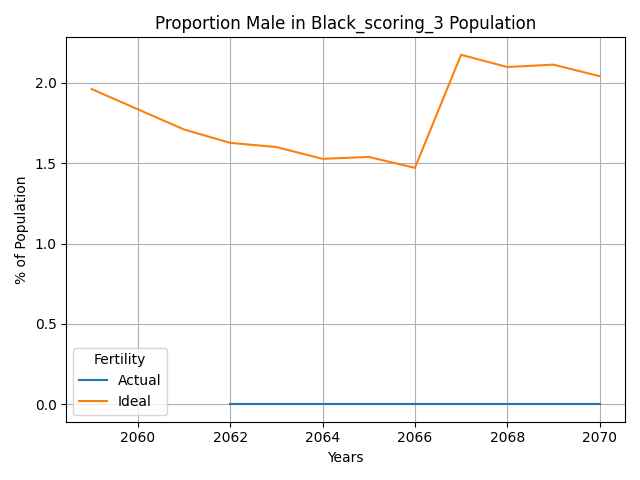 Proportion Male in Black_scoring_3 Population
% of Population
2.0
1.5
1.0
0.5
0.0
Fertility
Actual
Ideal
2060 2062 2064 2066 2068 2070
Years